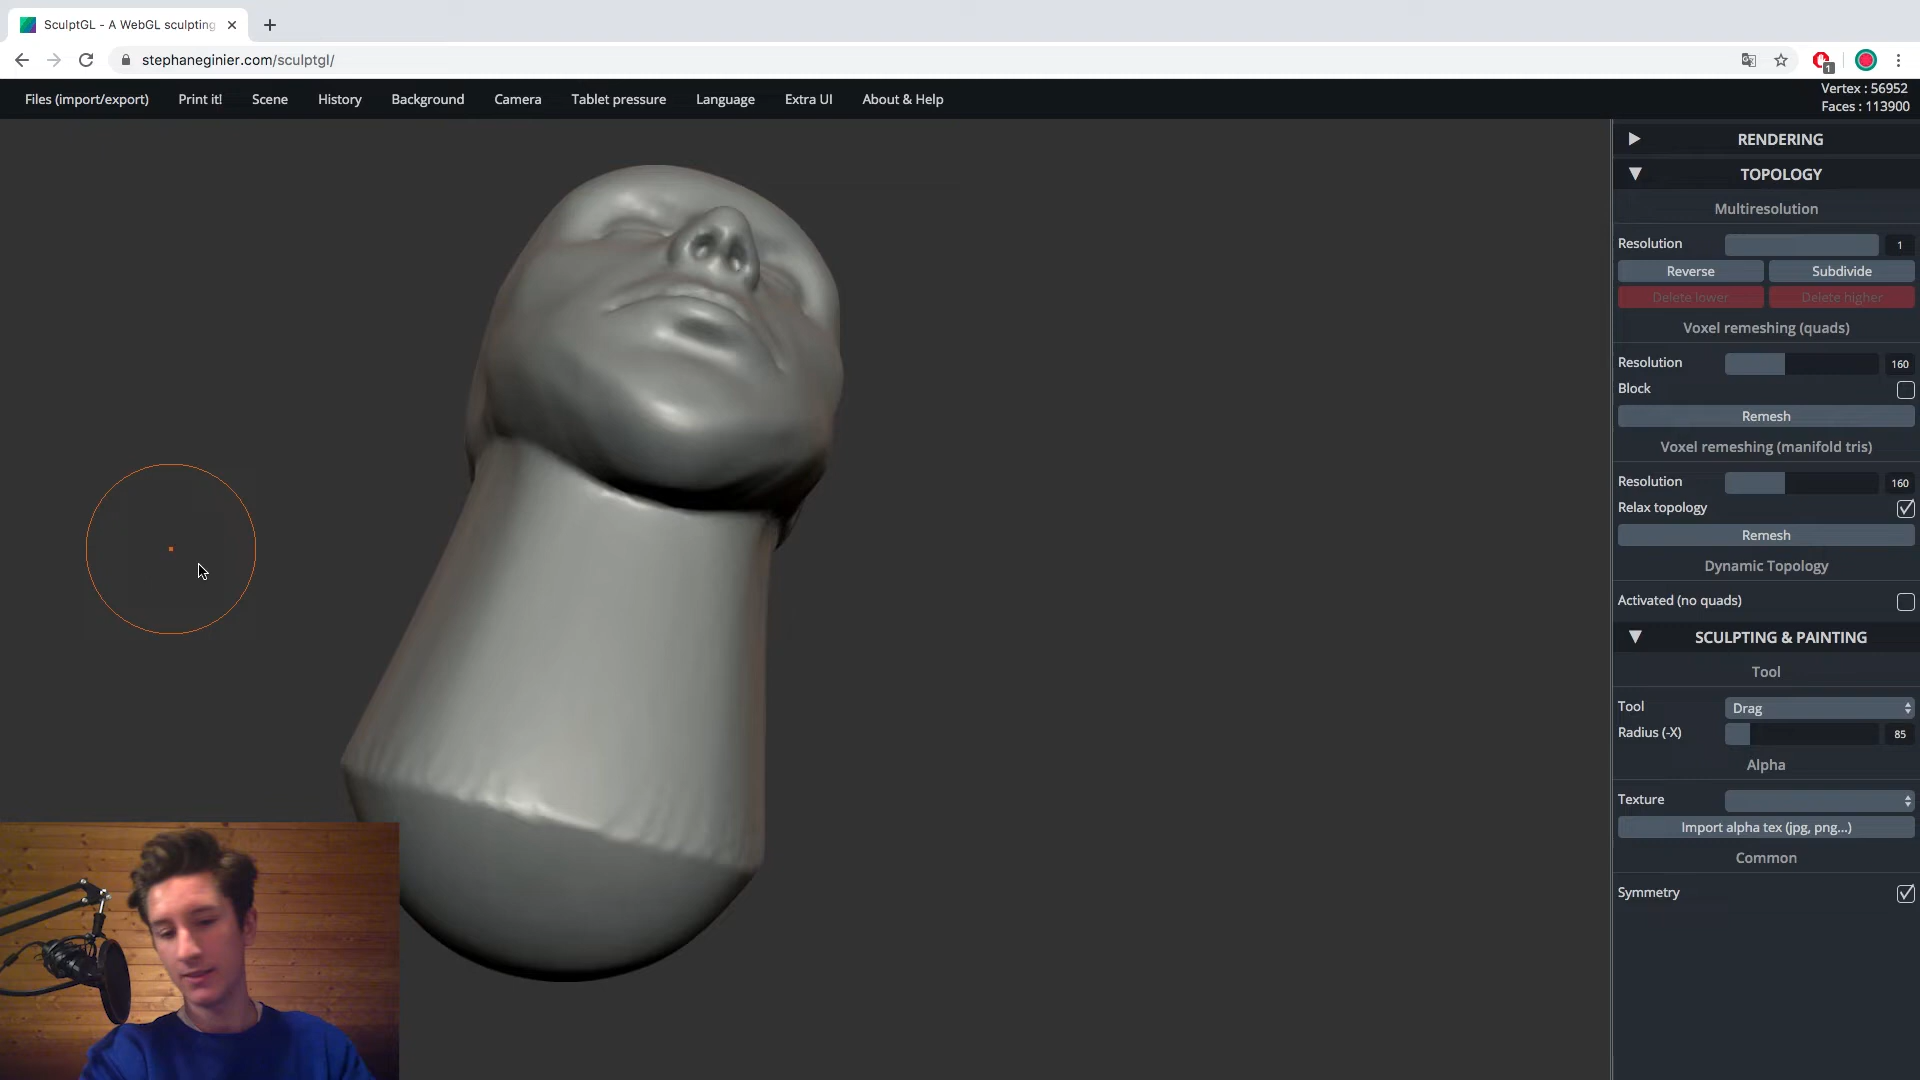 SculptGL - A WebGL sculpting
stephaneginier.com/sculptgl/
1
Files (import/export) Print it! Scene History Background Camera Tablet pressure Language Extra UI About & Help
Vertex : 56952
Faces : 113900
RENDERING
TOPOLOGY
Multiresolution
Resolution 1
Reverse Subdivide
Delete lower Delete higher
Voxel remeshing (quads)
Resolution 160
Block
Remesh
Voxel remeshing (manifold tris)
Resolution 160
Relax topology
Remesh
Dynamic Topology
Activated (no quads)
SCULPTING & PAINTING
Tool
Tool Drag
Radius (-X) 85
Alpha
Texture
Import alpha tex (jpg, png...)
Common
Symmetry